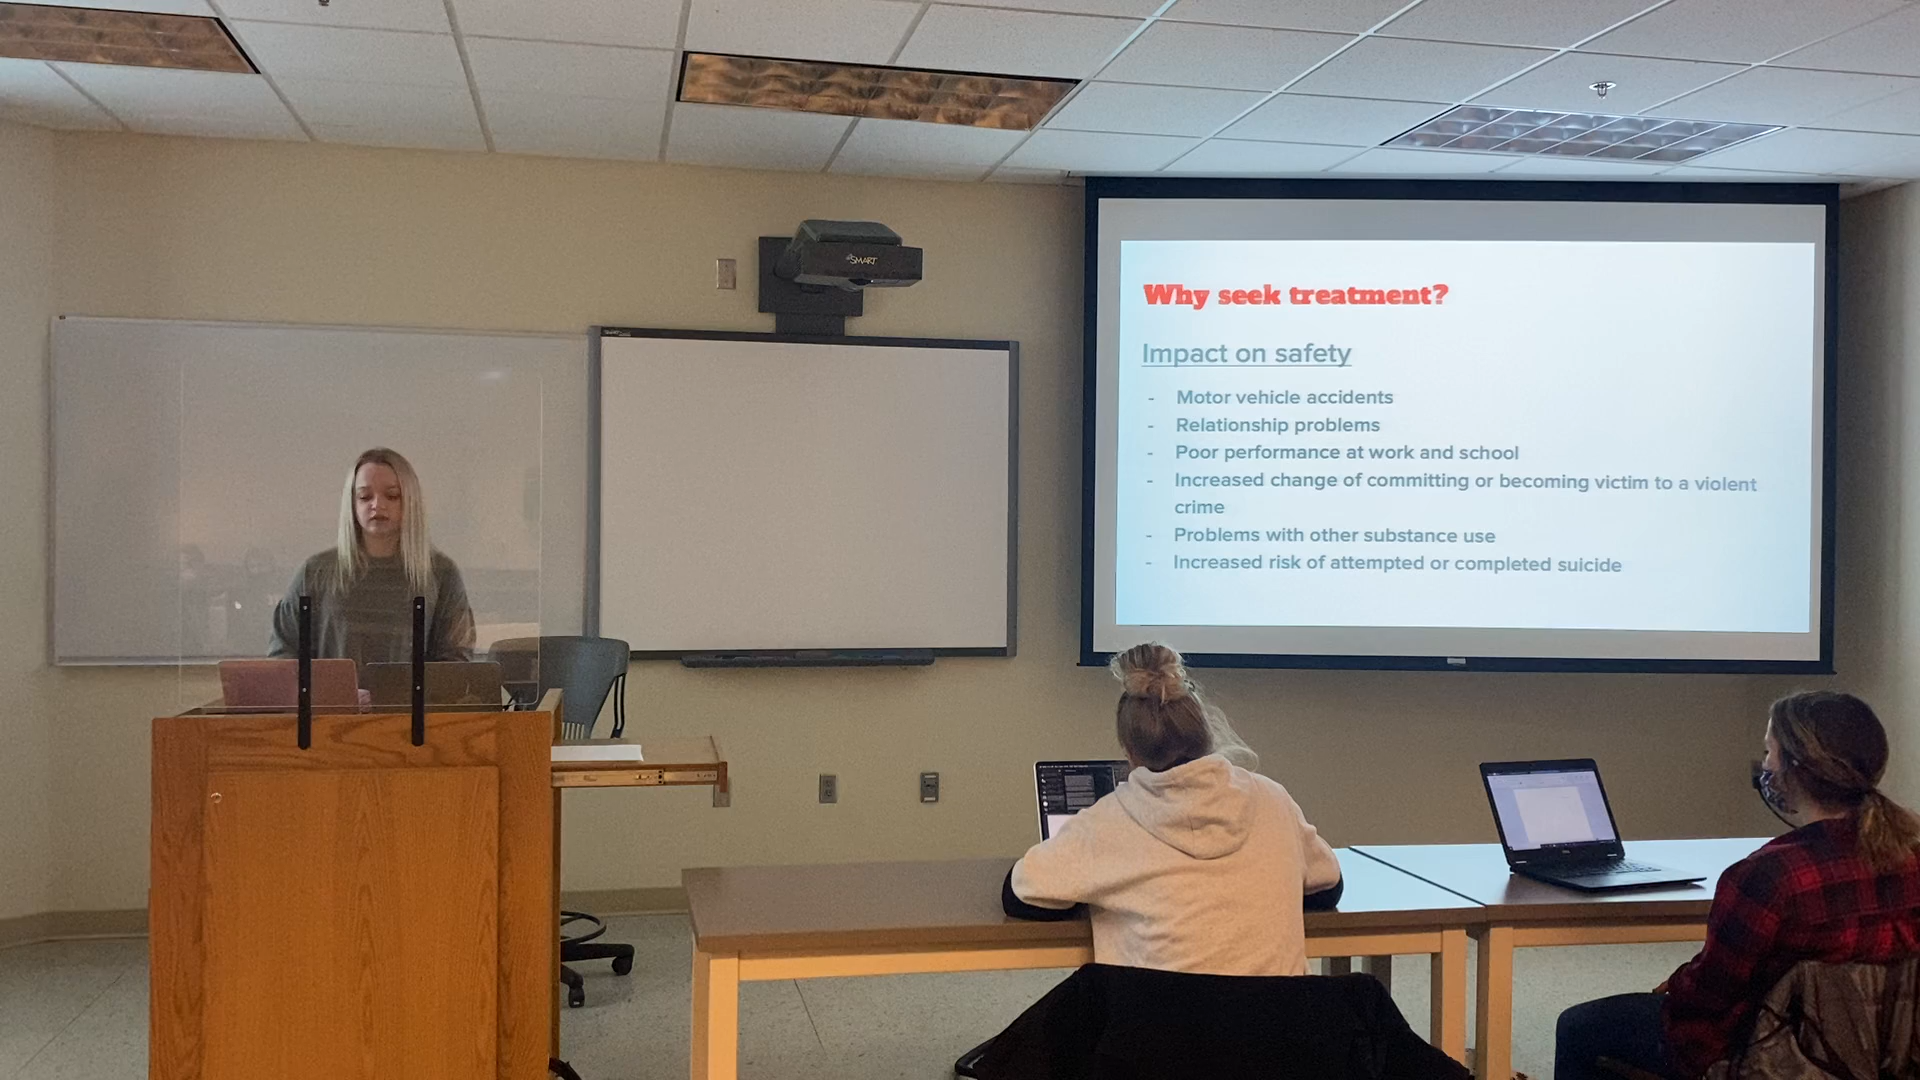 SMART
Why seek treatment?
Impact on safety
- Motor vehicle accidents
- Relationship problems
- Poor performance at work and school
- Increased change of committing or becoming victim to a violent
crime
- Problems with other substance use
- Increased risk of attempted or completed suicide